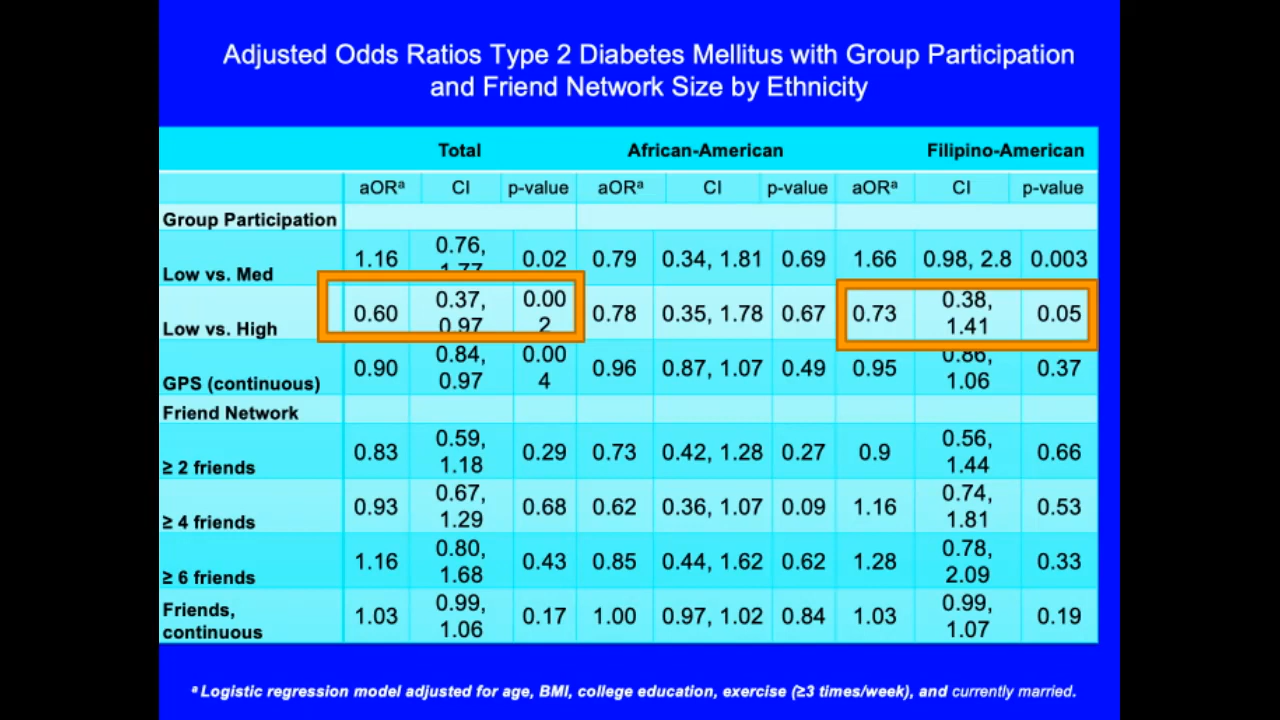 Adjusted Odds Ratios Type 2 Diabetes Mellitus with Group Participation
and Friend Network Size by Ethnicity
Total African-American Filipino-American
aORᵃ CI p-value aORᵃ CI p-value aORᵃ CI p-value
Group Participation
Low vs. Med 1.16 0.76, 1.77 0.02 0.79 0.34, 1.81 0.69 1.66 0.98, 2.8 0.003
Low vs. High 0.60 0.37, 0.97 0.002 0.78 0.35, 1.78 0.67 0.73 0.38, 1.41 0.05
GPS (continuous) 0.90 0.84, 0.97 0.004 0.96 0.87, 1.07 0.49 0.95 0.86, 1.06 0.37
Friend Network
≥ 2 friends 0.83 0.59, 1.18 0.29 0.73 0.42, 1.28 0.27 0.9 0.56, 1.44 0.66
≥ 4 friends 0.93 0.67, 1.29 0.68 0.62 0.36, 1.07 0.09 1.16 0.74, 1.81 0.53
≥ 6 friends 1.16 0.80, 1.68 0.43 0.85 0.44, 1.62 0.62 1.28 0.78, 2.09 0.33
Friends, continuous 1.03 0.99, 1.06 0.17 1.00 0.97, 1.02 0.84 1.03 0.99, 1.07 0.19
ᵃ Logistic regression model adjusted for age, BMI, college education, exercise (≥3 times/week), and currently married.